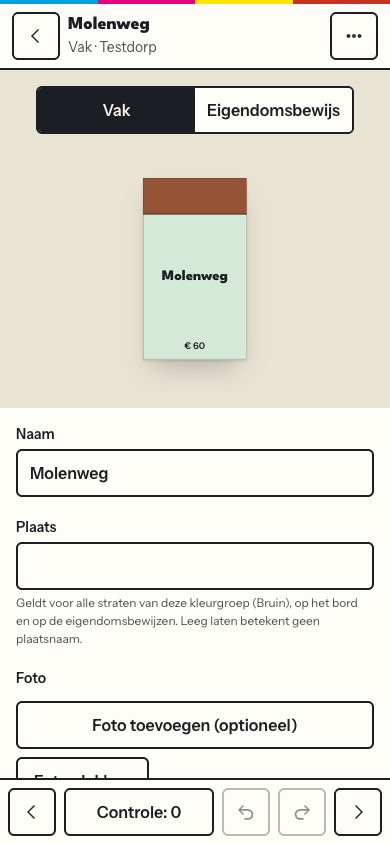 Molenweg
Vak · Testdorp
Vak
Eigendomsbewijs
Molenweg
€ 60
Naam
Molenweg
Plaats
Geldt voor alle straten van deze kleurgroep (Bruin), op het bord
en op de eigendomsbewijzen. Leeg laten betekent geen
plaatsnaam.
Foto
Foto toevoegen (optioneel)
Controle: 0